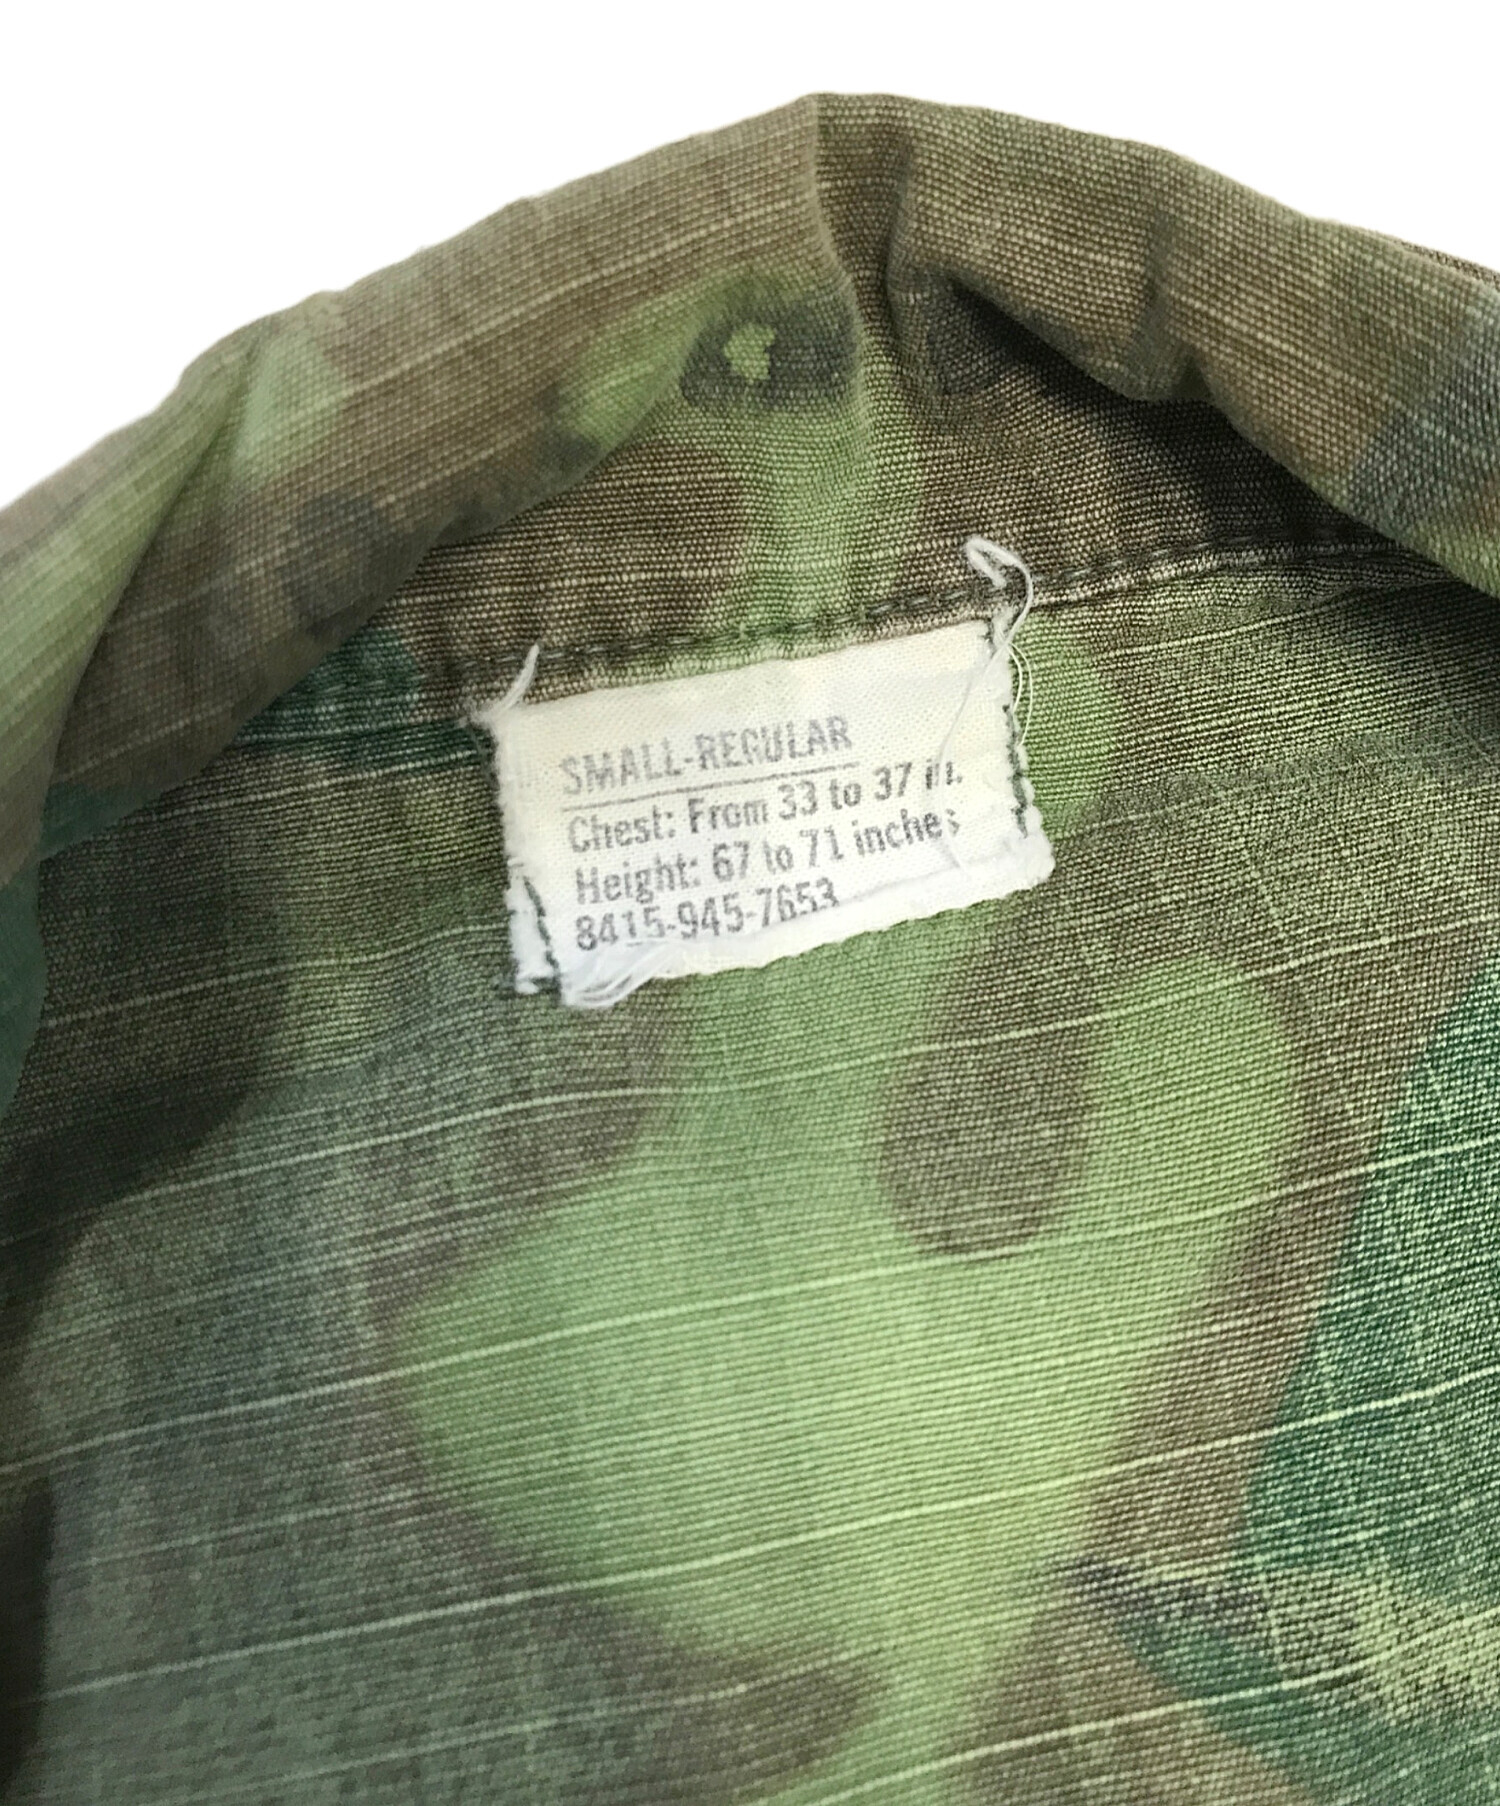 SMALL-REGULAR
Chest: From 33 to 37 in.
Height: 67 to 71 inches
8415-945-7653